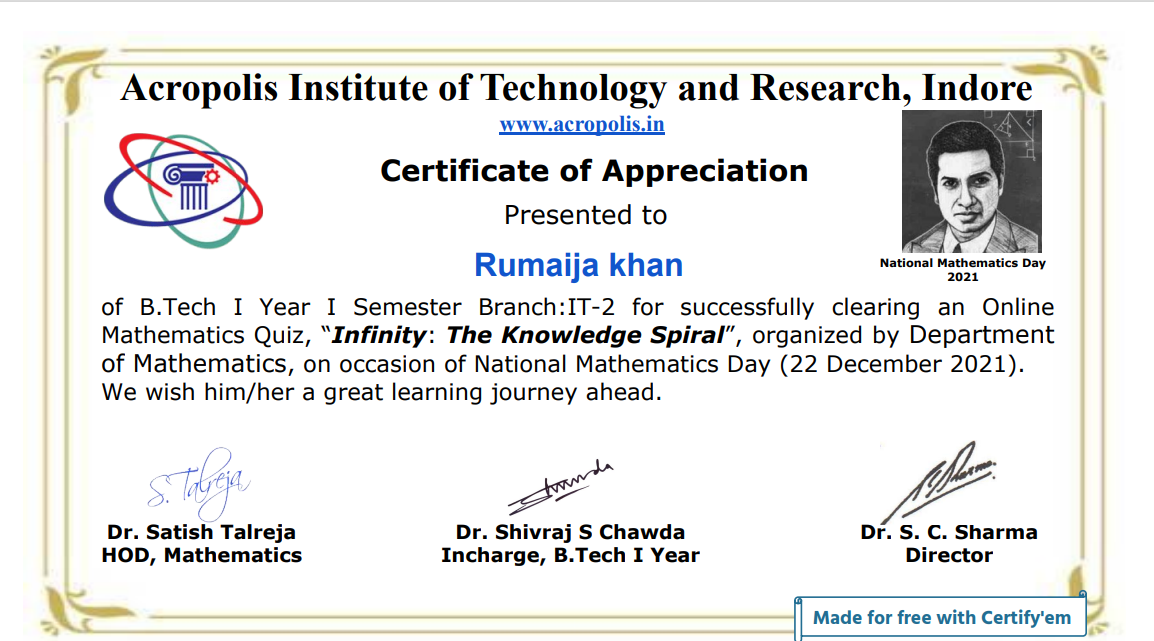 Acropolis Institute of Technology and Research, Indore
www.acropolis.in
Certificate of Appreciation
Presented to
Rumaija khan
National Mathematics Day
2021
of B.Tech I Year I Semester Branch:IT-2 for successfully clearing an Online
Mathematics Quiz, “Infinity: The Knowledge Spiral”, organized by Department
of Mathematics, on occasion of National Mathematics Day (22 December 2021).
We wish him/her a great learning journey ahead.
S. Talreja
Dr. Satish Talreja
HOD, Mathematics
Dr. Shivraj S Chawda
Incharge, B.Tech I Year
Dr. S. C. Sharma
Director
Made for free with Certify'em